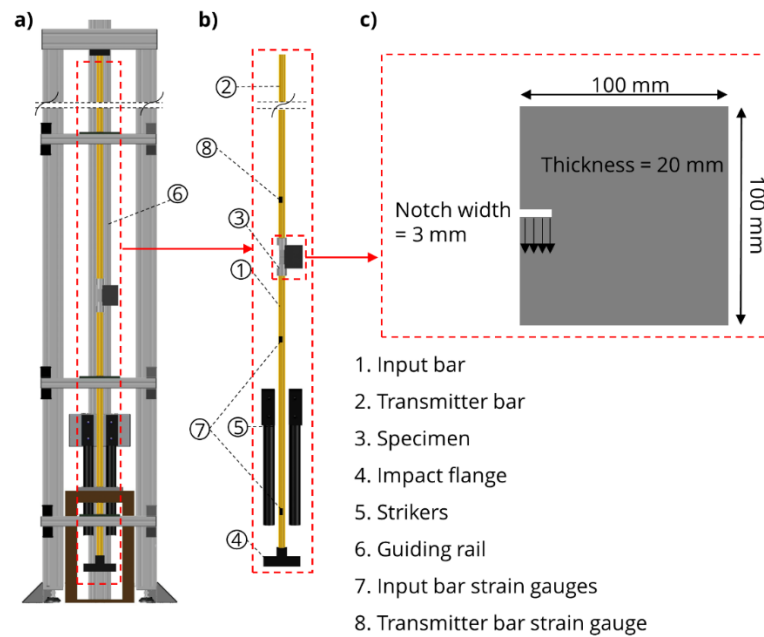 a)
b)
c)
100 mm
Thickness = 20 mm
100 mm
Notch width
= 3 mm
②
⑧
⑥
③
①
⑦
⑤
④
1. Input bar
2. Transmitter bar
3. Specimen
4. Impact flange
5. Strikers
6. Guiding rail
7. Input bar strain gauges
8. Transmitter bar strain gauge